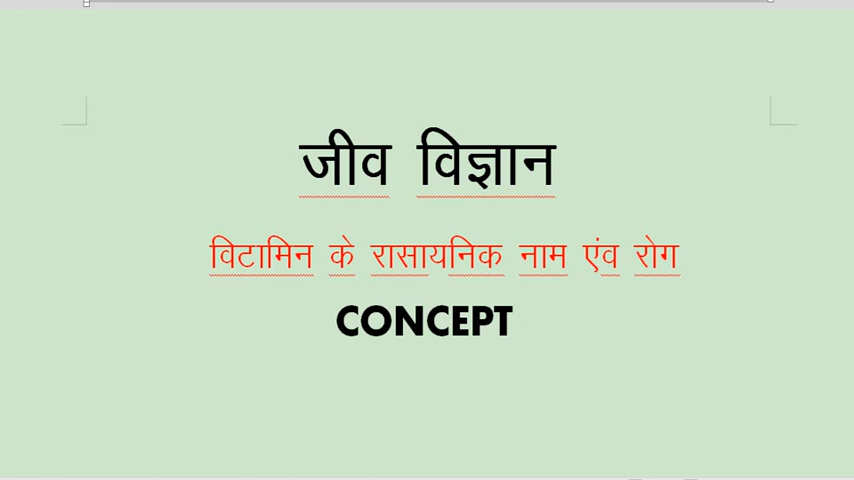 जीव विज्ञान
विटामिन के रासायनिक नाम एंव रोग
CONCEPT